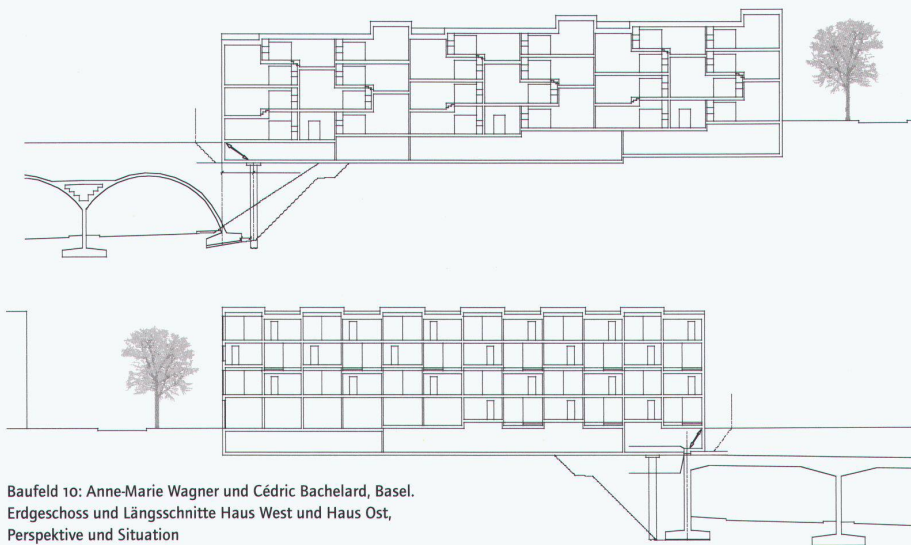 Baufeld 10: Anne-Marie Wagner und Cédric Bachelard, Basel.
Erdgeschoss und Längsschnitte Haus West und Haus Ost,
Perspektive und Situation